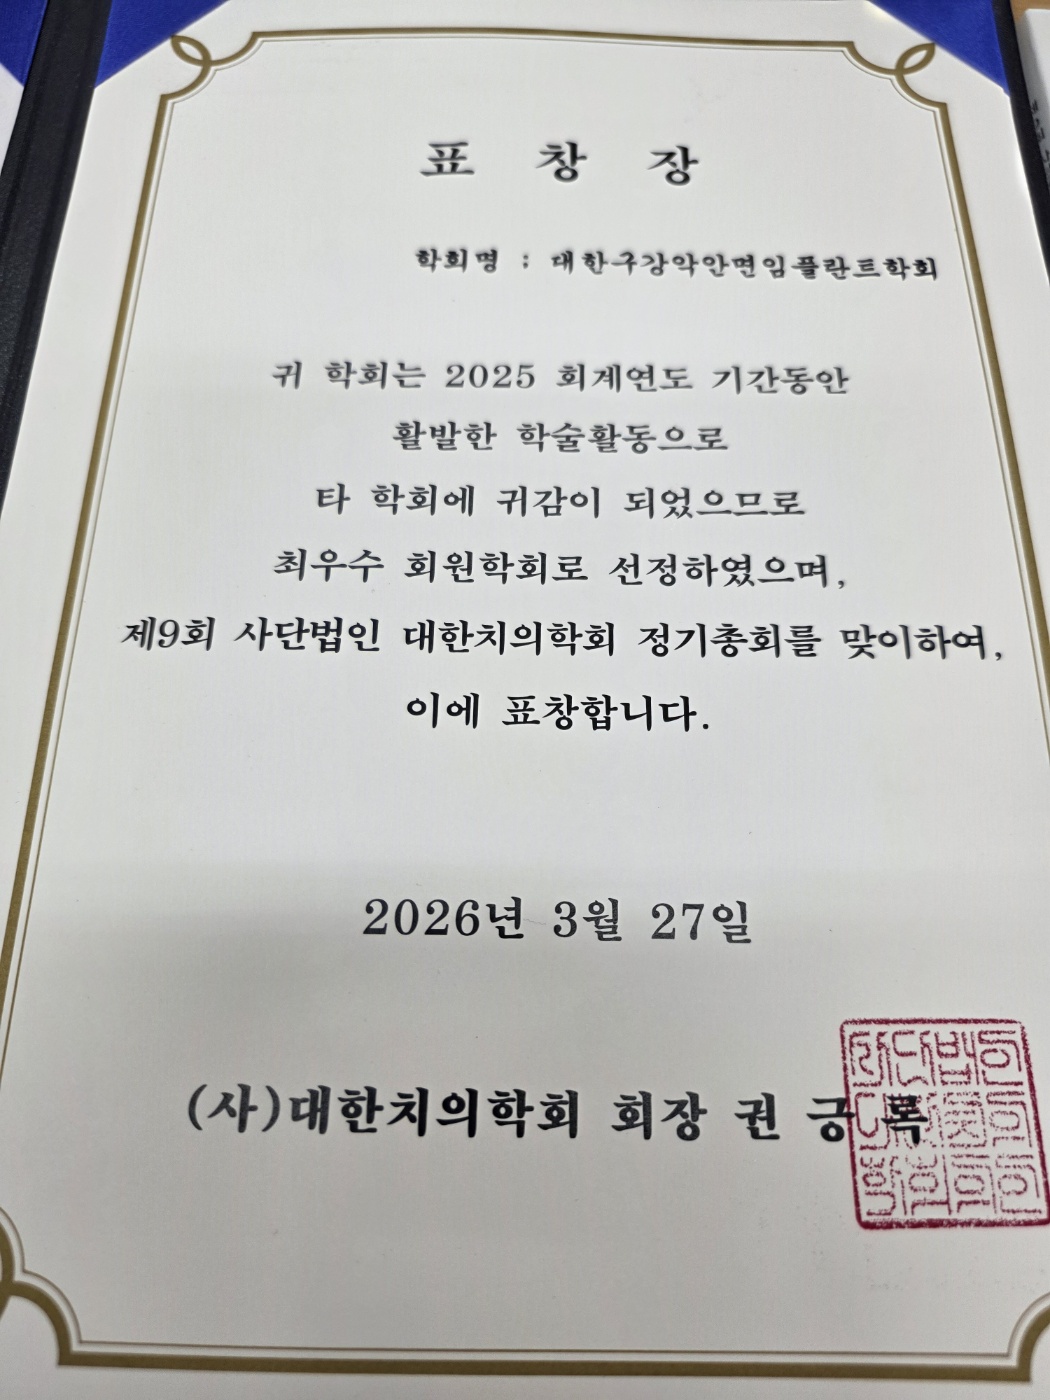 표 창 장
학회명 : 대한구강악안면임플란트학회
귀 학회는 2025 회계연도 기간동안
활발한 학술활동으로
타 학회에 귀감이 되었으므로
최우수 회원학회로 선정하였으며,
제9회 사단법인 대한치의학회 정기총회를 맞이하여,
이에 표창합니다.
2026년 3월 27일
(사)대한치의학회 회장 권 긍 록